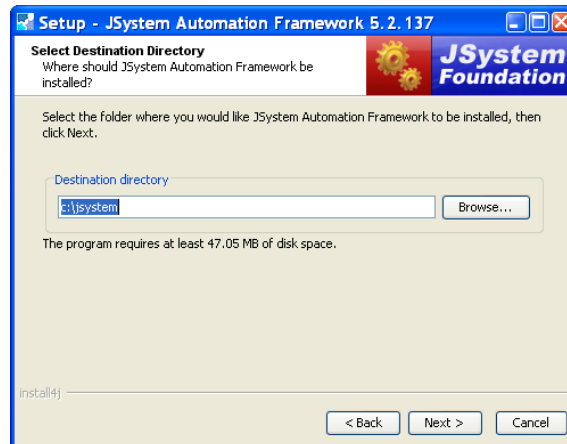 Setup - JSystem Automation Framework 5.2.137
Select Destination Directory
Where should JSystem Automation Framework be
installed?
JSystem
Foundation
Select the folder where you would like JSystem Automation Framework to be installed, then
click Next.
Destination directory
c:\jsystem
Browse...
The program requires at least 47.05 MB of disk space.
install4j
< Back
Next >
Cancel